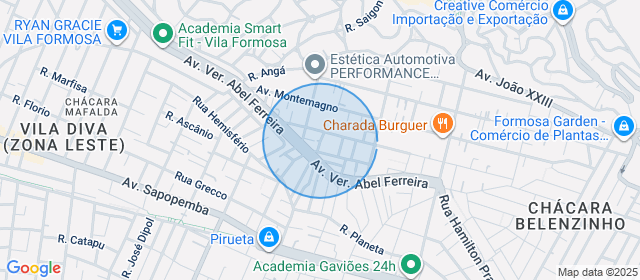 RYAN GRACIE
VILA FORMOSA
Academia Smart
Fit - Vila Formosa
R. Saigon
Creative Comércio
Importação e Exportação
Estética Automotiva
PERFORMANCE...
R. Angá
Av. João XXIII
R. Marfisa
Av. Ver. Abel Ferreira
Av. Montemagno
CHÁCARA
MAFALDA
R. Florio
R. Ascânio
Rua Hemisfério
Charada Burguer
Formosa Garden -
Comércio de Plantas...
VILA DIVA
(ZONA LESTE)
Rua Grecco
Av. Sapopemba
Av. Ver. Abel Ferreira
Rua Hamilton Pra
CHÁCARA
BELENZINHO
R. José Dipol
R. Catapu
Pirueta
R. Planeta
Academia Gaviões 24h
Google
Map data ©2025